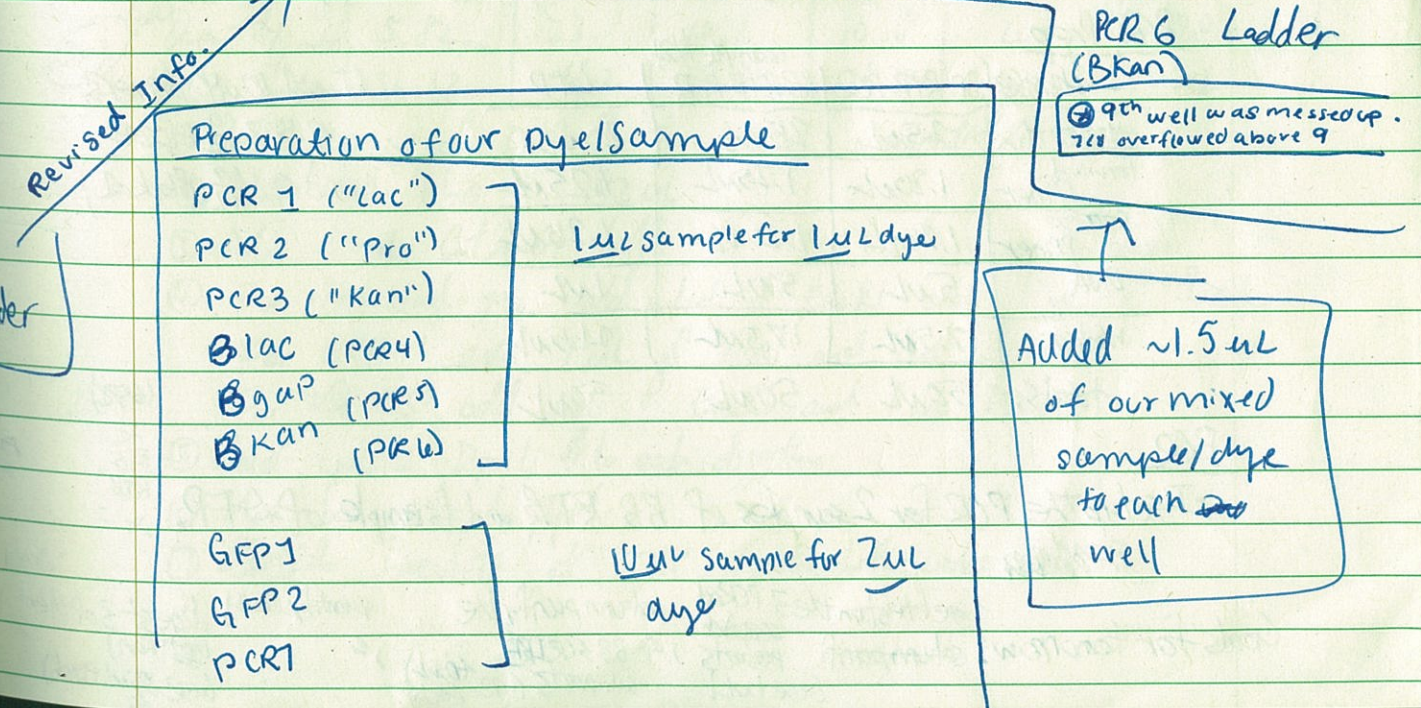 Revised Info.
der
Preparation of our Dye/Sample
PCR 1 ("Lac")
PCR 2 ("Pro")
PCR3 ("Kan")
Blac (PCR4)
Bgap (PCR5)
BKan (PCR6)
1uL sample for 1uL dye
GFP1
GFP2
PCR7
10uL sample for 2uL
dye
PCR 6 Ladder
(BKan)
9th well was messed up.
7&8 overflowed above 9
Added ~1.5 uL
of our mixed
sample/dye
to each
well